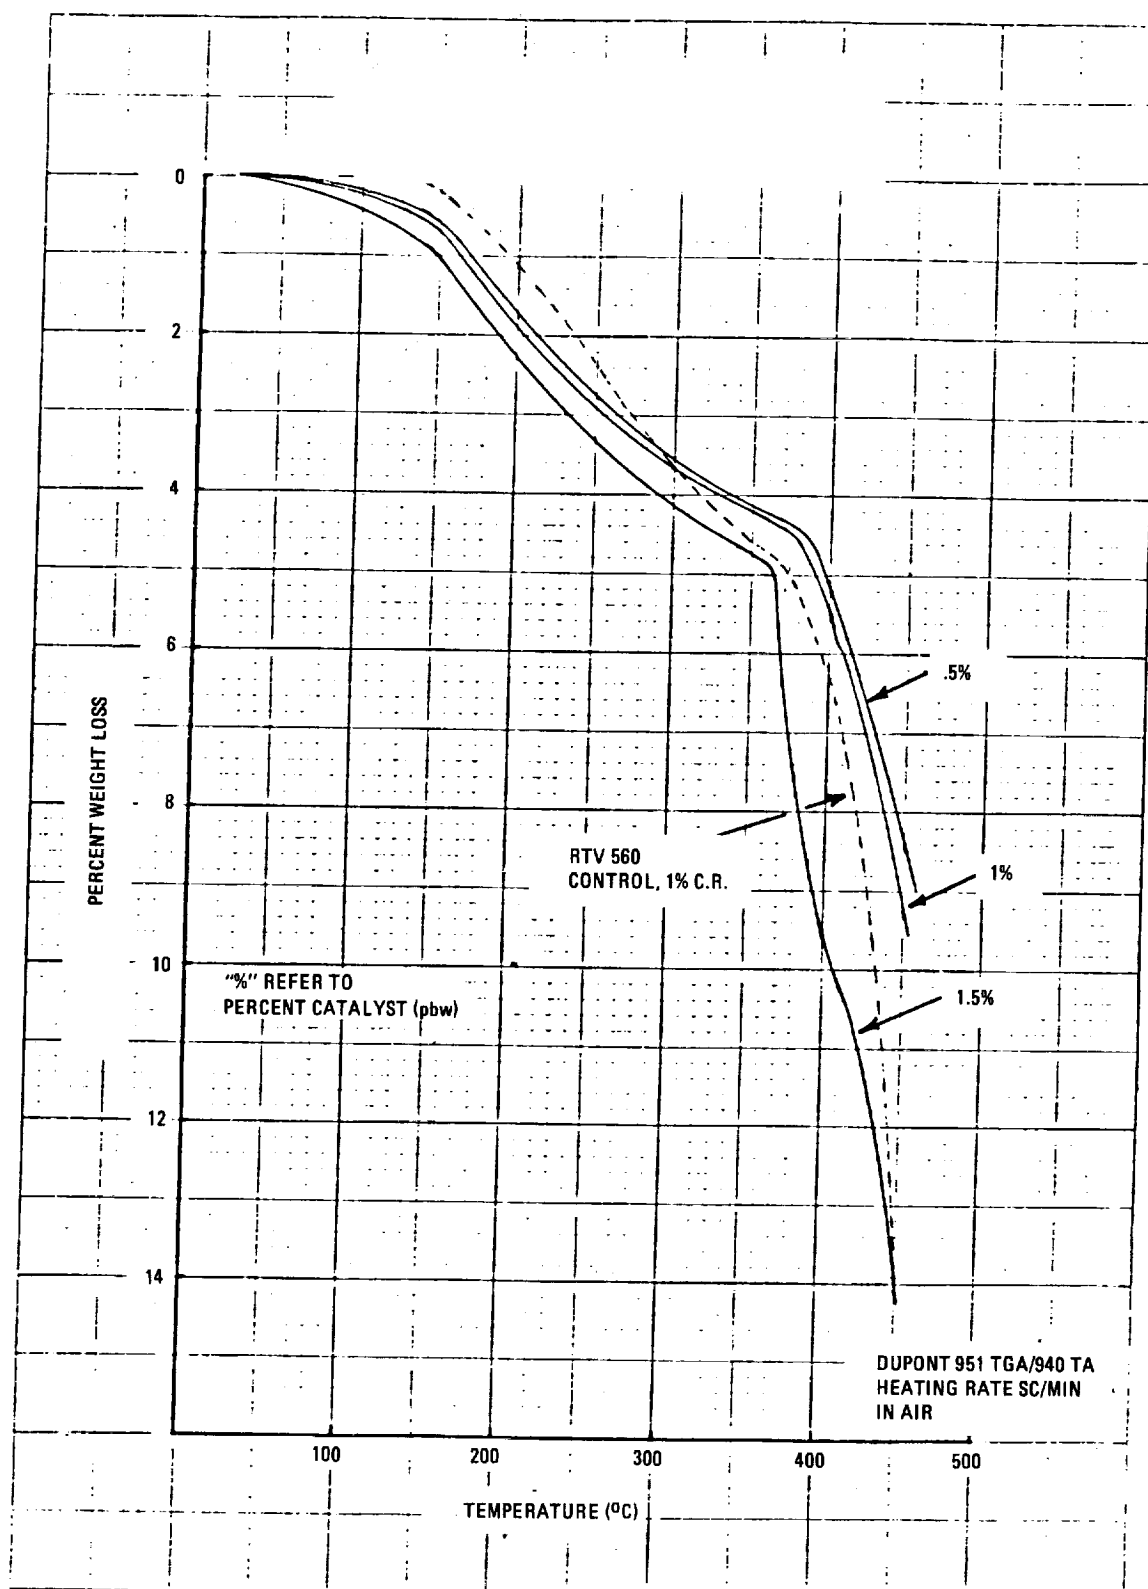 0
2
4
6
8
10
12
14
PERCENT WEIGHT LOSS
.5%
RTV 560
CONTROL, 1% C.R.
1%
"%" REFER TO
PERCENT CATALYST (pbw)
1.5%
DUPONT 951 TGA/940 TA
HEATING RATE SC/MIN
IN AIR
100
200
300
400
500
TEMPERATURE (ºC)